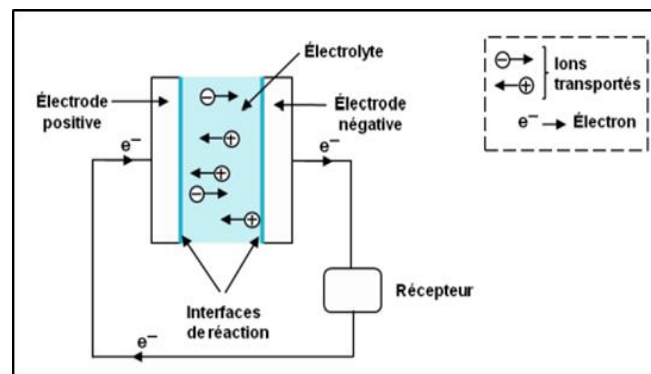 Électrolyte
Électrode
positive
Électrode
négative
e⁻
e⁻
Récepteur
Interfaces
de réaction
e⁻
Ions
transportés
e⁻ → Électron